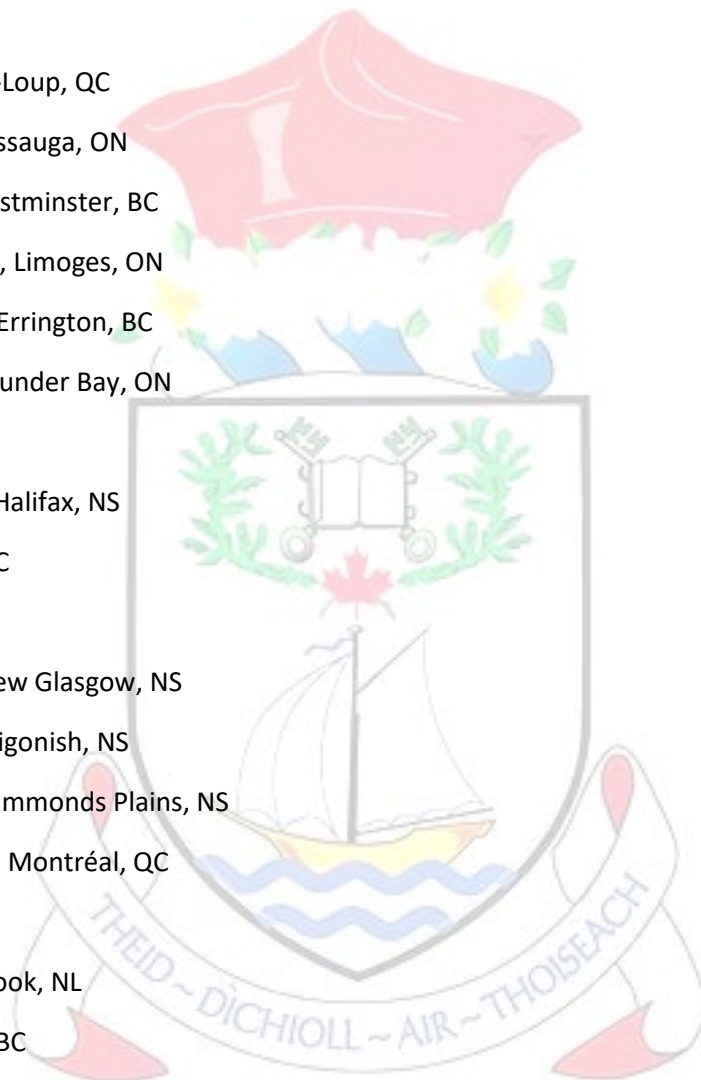 -Loup, QC
ssauga, ON
stminster, BC
, Limoges, ON
Errington, BC
under Bay, ON
Halifax, NS
C
ew Glasgow, NS
igonish, NS
mmonds Plains, NS
Montréal, QC
ook, NL
BC
THEID ~ DÌCHIOLL ~ AIR ~ THOISEACH